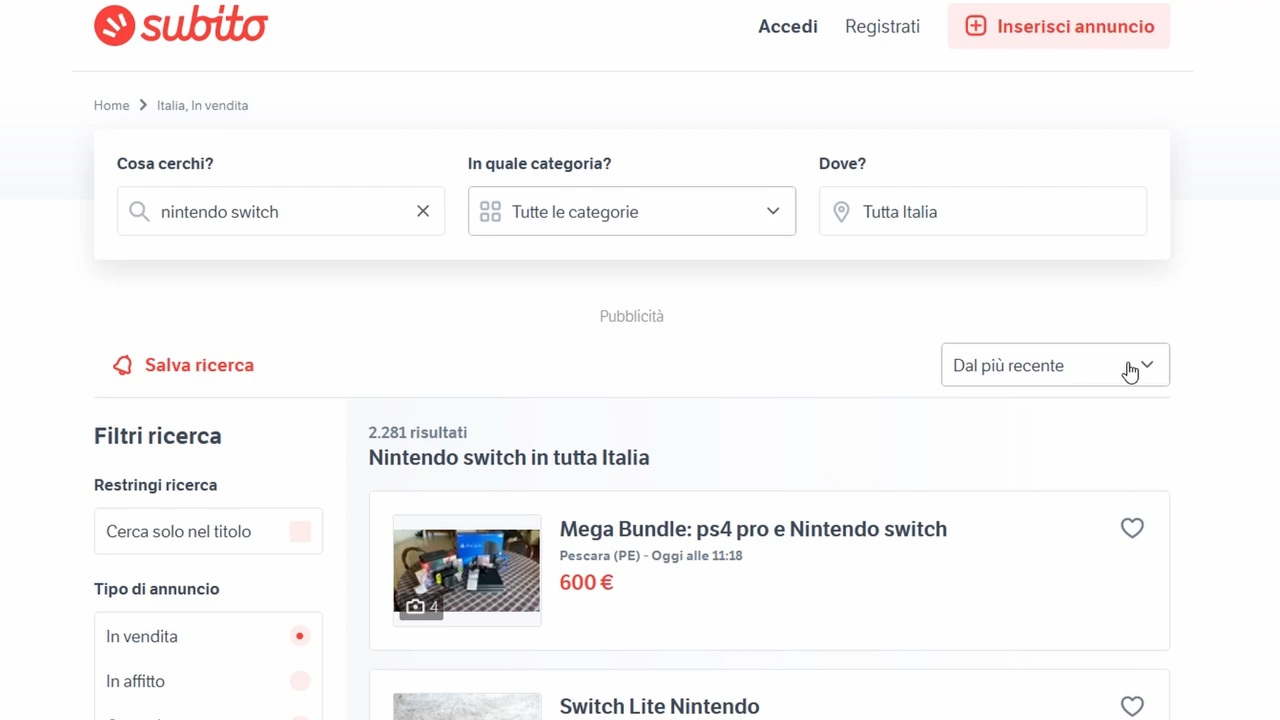 subito
Accedi
Registrati
Inserisci annuncio
Home
Italia, In vendita
Cosa cerchi?
In quale categoria?
Dove?
nintendo switch
Tutte le categorie
Tutta Italia
Pubblicità
Salva ricerca
Dal più recente
Filtri ricerca
Restringi ricerca
Cerca solo nel titolo
Tipo di annuncio
In vendita
In affitto
2.281 risultati
Nintendo switch in tutta Italia
Mega Bundle: ps4 pro e Nintendo switch
Pescara (PE) - Oggi alle 11:18
600 €
4
Switch Lite Nintendo